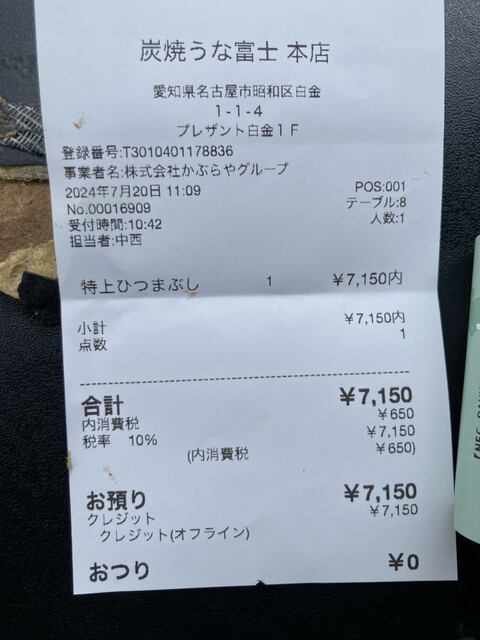 炭焼うな富士 本店
愛知県名古屋市昭和区白金
1-1-4
プレザント白金1F
登録番号:T3010401178836
事業者名:株式会社かぶらやグループ
2024年7月20日 11:09 POS:001
No.00016909 テーブル:8
受付時間:10:42 人数:1
担当者:中西
特上ひつまぶし 1 ¥7,150内
小計 ¥7,150内
点数 1
合計 ¥7,150
内消費税 ¥650
税率 10% ¥7,150
(内消費税 ¥650)
お預り ¥7,150
クレジット ¥7,150
クレジット(オフライン)
おつり ¥0